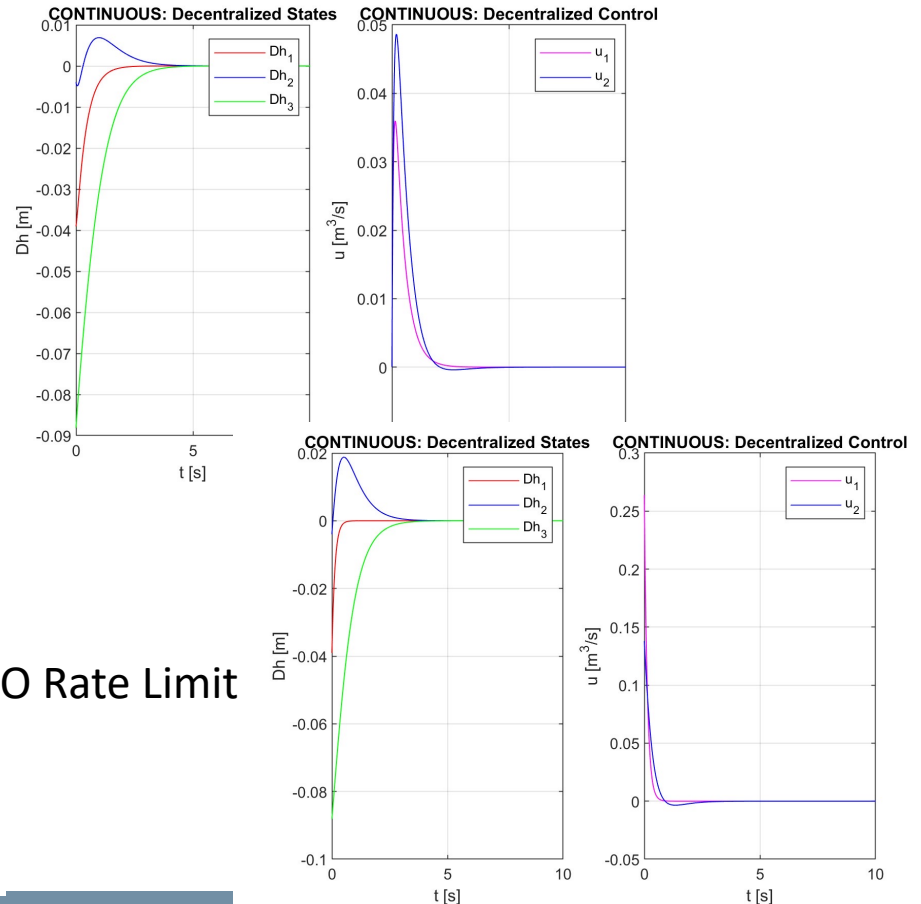 CONTINUOUS: Decentralized States
CONTINUOUS: Decentralized Control
0.01
0
-0.01
-0.02
-0.03
-0.04
-0.05
-0.06
-0.07
-0.08
-0.09
Dh [m]
0
5
t [s]
Dh1
Dh2
Dh3
0.05
0.04
0.03
0.02
0.01
0
u [m3/s]
u1
u2
CONTINUOUS: Decentralized States
CONTINUOUS: Decentralized Control
0.02
0
-0.02
-0.04
-0.06
-0.08
-0.1
Dh [m]
0
5
10
t [s]
Dh1
Dh2
Dh3
0.3
0.25
0.2
0.15
0.1
0.05
0
-0.05
u [m3/s]
0
5
10
t [s]
u1
u2
O Rate Limit